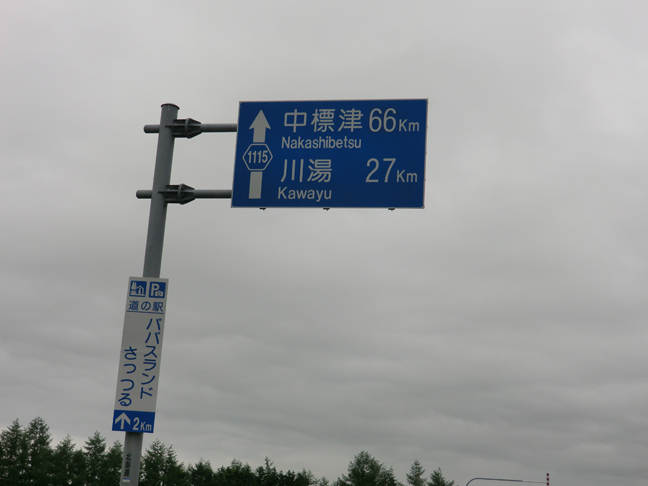 中標津 66Km
Nakashibetsu
1115
川湯 27Km
Kawayu
P
道の駅
パパスランド
さっつる
2Km